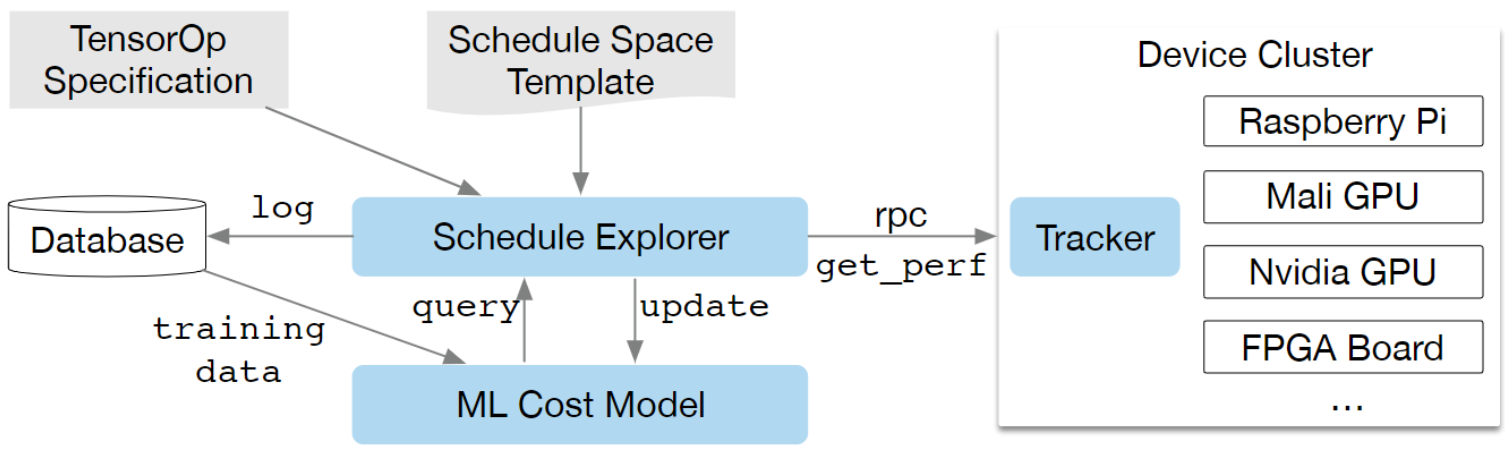 TensorOp
Specification
Schedule Space
Template
Device Cluster
Raspberry Pi
Mali GPU
Nvidia GPU
FPGA Board
...
Database
log
Schedule Explorer
rpc
get_perf
Tracker
training
data
query
update
ML Cost Model